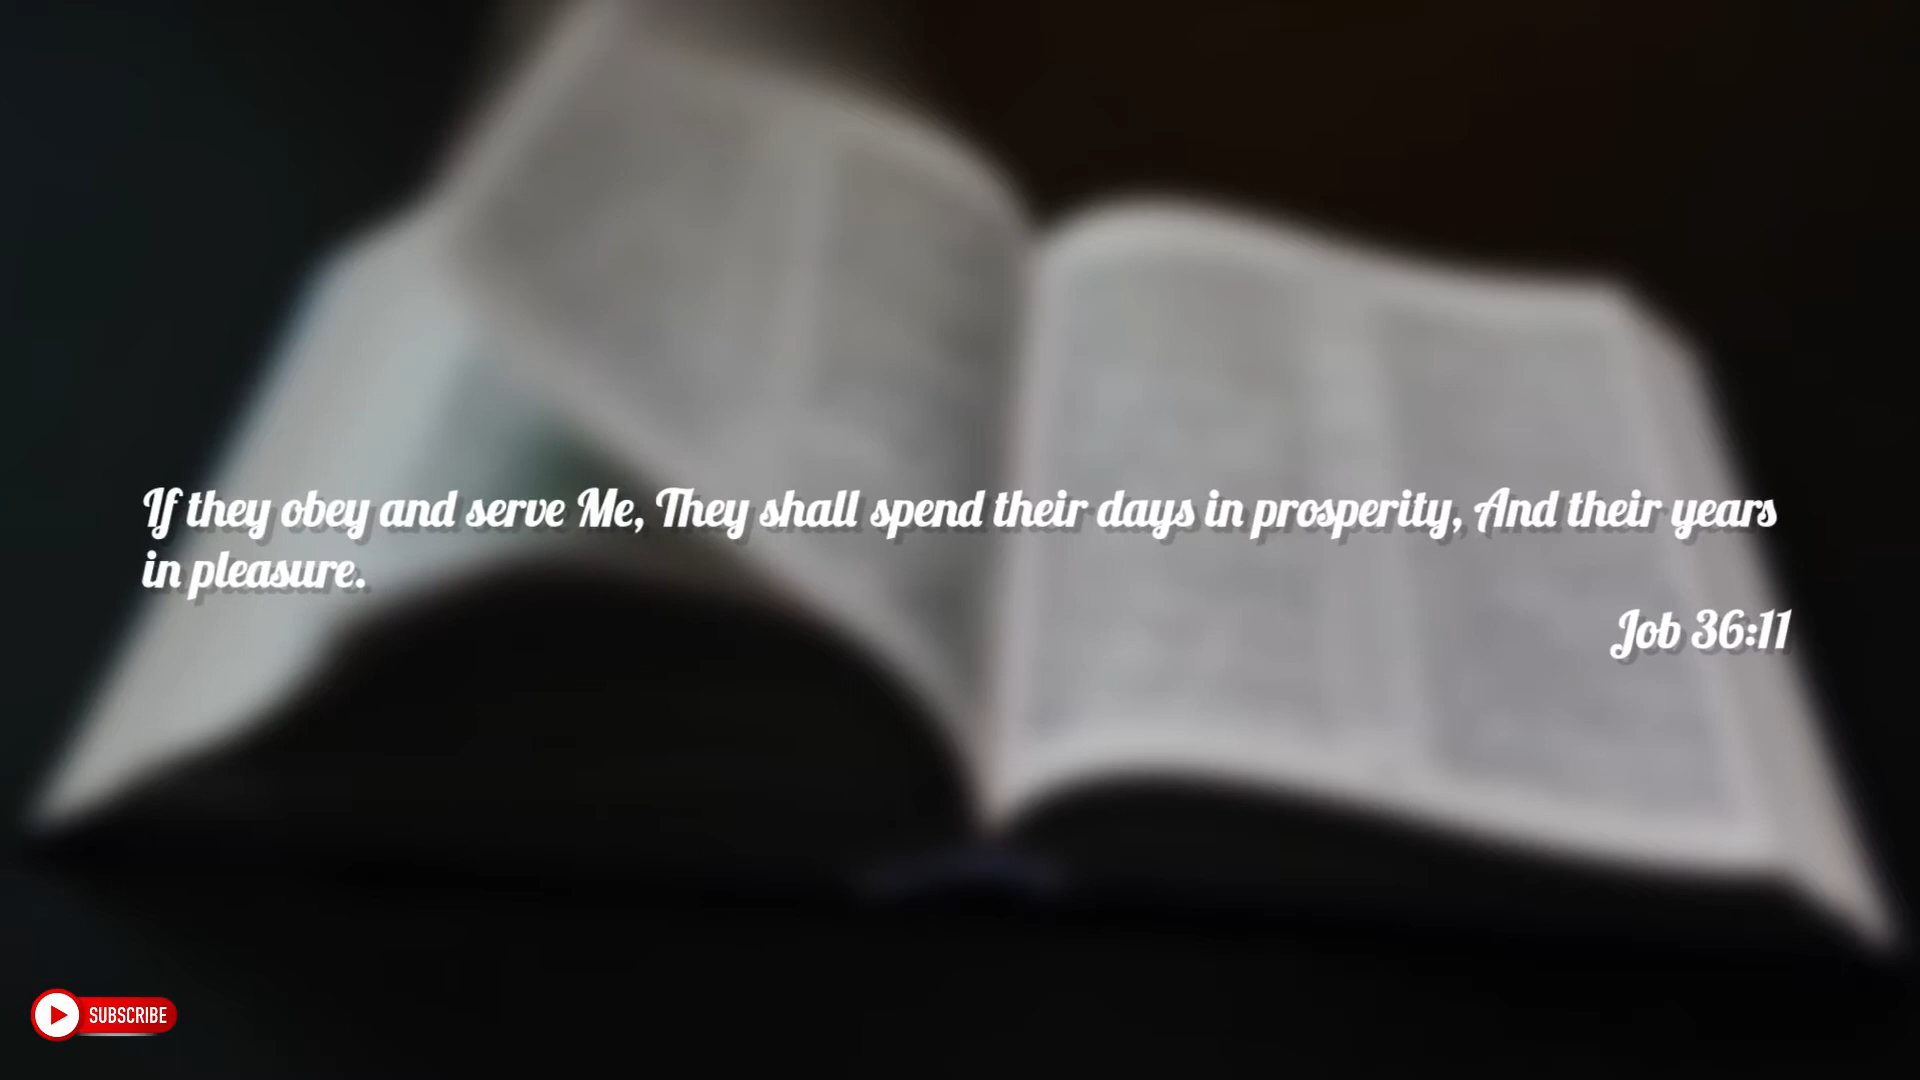 If they obey and serve Me, They shall spend their days in prosperity, And their years
in pleasure.
Job 36:11
SUBSCRIBE